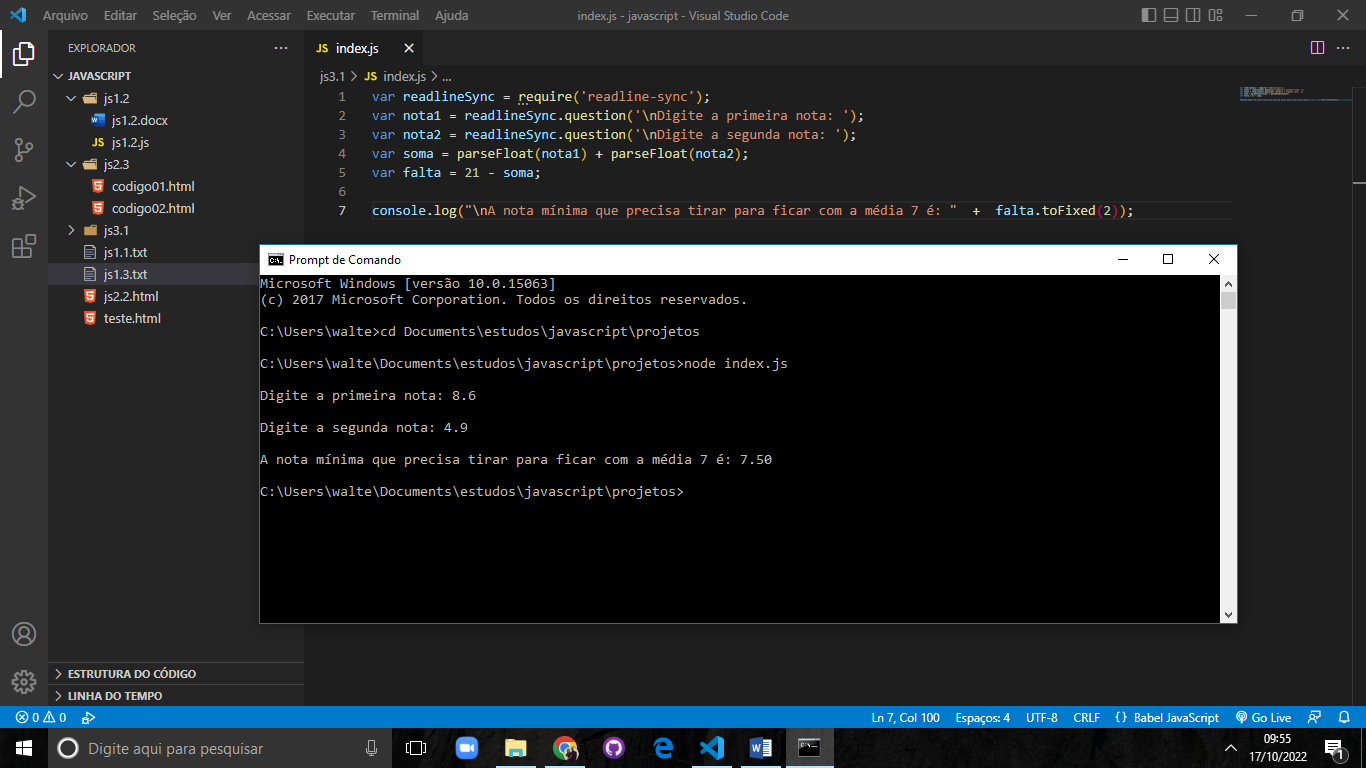 Arquivo Editar Seleção Ver Acessar Executar Terminal Ajuda index.js - javascript - Visual Studio Code
EXPLORADOR
JAVASCRIPT
js1.2
js1.2.docx
JS js1.2.js
js2.3
codigo01.html
codigo02.html
js3.1
js1.1.txt
js1.3.txt
js2.2.html
teste.html
ESTRUTURA DO CÓDIGO
LINHA DO TEMPO
JS index.js
js3.1 > JS index.js > ...
1 var readlineSync = require('readline-sync');
2 var nota1 = readlineSync.question('\nDigite a primeira nota: ');
3 var nota2 = readlineSync.question('\nDigite a segunda nota: ');
4 var soma = parseFloat(nota1) + parseFloat(nota2);
5 var falta = 21 - soma;
6
7 console.log("\nA nota mínima que precisa tirar para ficar com a média 7 é: " + falta.toFixed(2));
Prompt de Comando
Microsoft Windows [versão 10.0.15063]
(c) 2017 Microsoft Corporation. Todos os direitos reservados.
C:\Users\walte>cd Documents\estudos\javascript\projetos
C:\Users\walte\Documents\estudos\javascript\projetos>node index.js
Digite a primeira nota: 8.6
Digite a segunda nota: 4.9
A nota mínima que precisa tirar para ficar com a média 7 é: 7.50
C:\Users\walte\Documents\estudos\javascript\projetos>
0 0 Ln 7, Col 100 Espaços: 4 UTF-8 CRLF {} Babel JavaScript Go Live
Digite aqui para pesquisar
09:55
17/10/2022
1